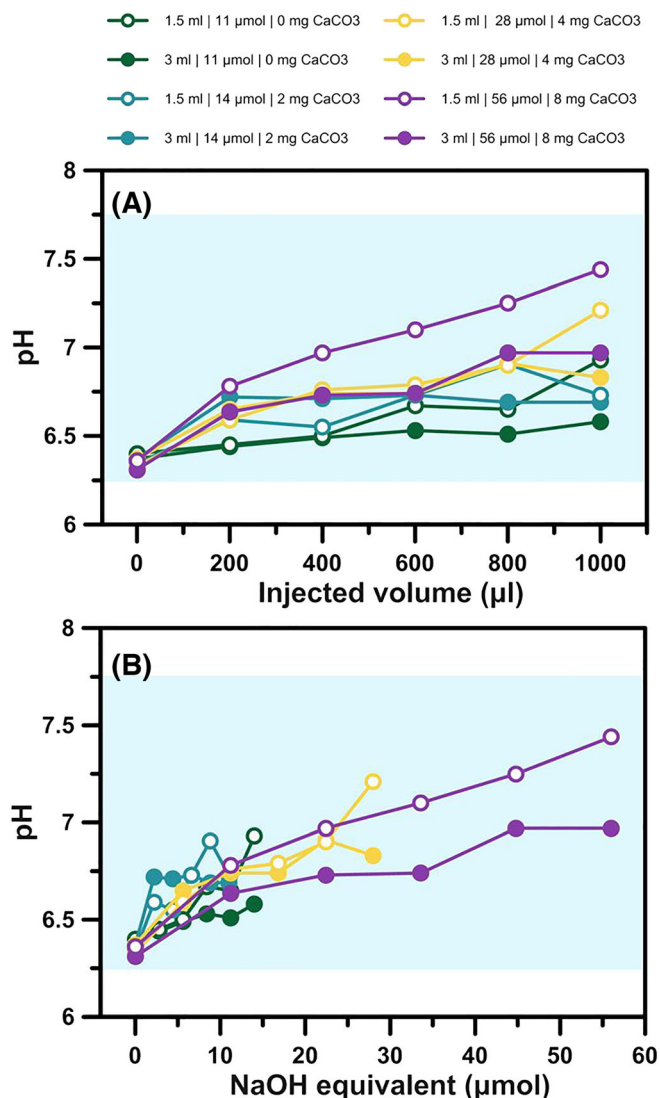 1.5 ml | 11 µmol | 0 mg CaCO3
1.5 ml | 28 µmol | 4 mg CaCO3
3 ml | 11 µmol | 0 mg CaCO3
3 ml | 28 µmol | 4 mg CaCO3
1.5 ml | 14 µmol | 2 mg CaCO3
1.5 ml | 56 µmol | 8 mg CaCO3
3 ml | 14 µmol | 2 mg CaCO3
3 ml | 56 µmol | 8 mg CaCO3
(A)
pH
8
7.5
7
6.5
6
0 200 400 600 800 1000
Injected volume (µl)
(B)
pH
8
7.5
7
6.5
6
0 10 20 30 40 50 60
NaOH equivalent (µmol)